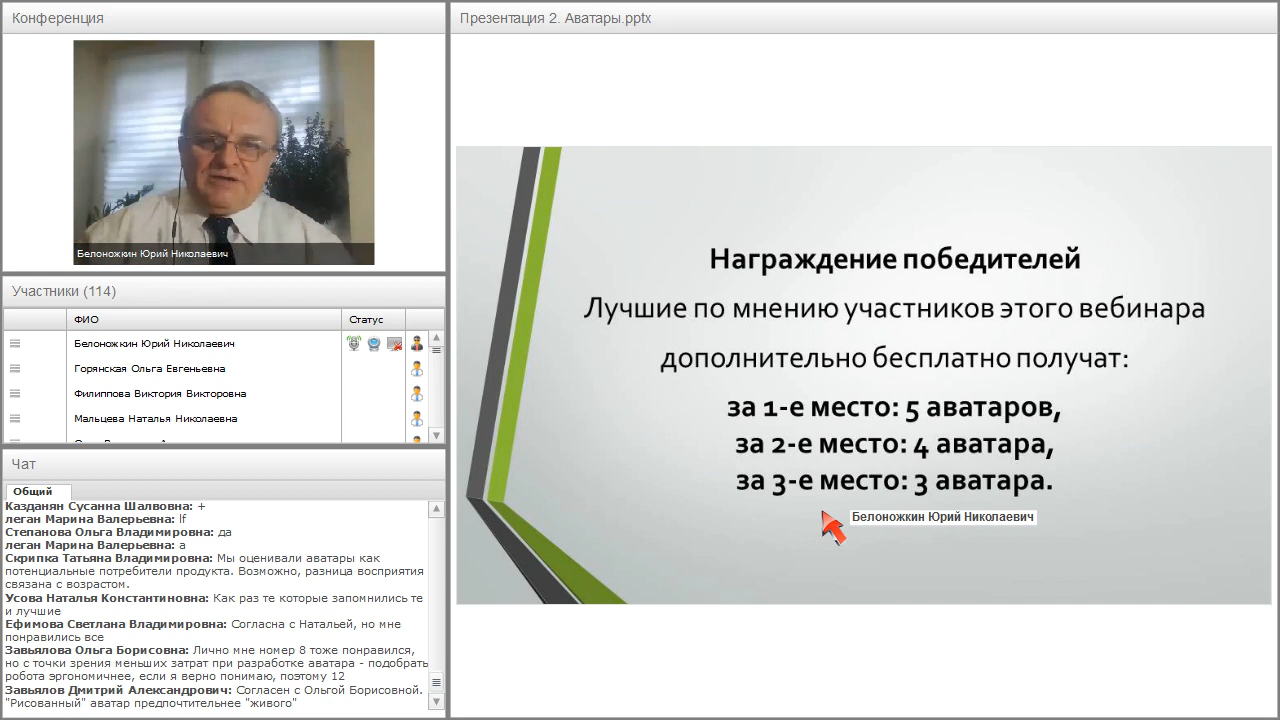 Конференция
Белоножкин Юрий Николаевич
Участники (114)
ФИО
Статус
Белоножкин Юрий Николаевич
Горянская Ольга Евгеньевна
Филиппова Виктория Викторовна
Мальцева Наталья Николаевна
Чат
Общий
Казданян Сусанна Шалвовна: +
леган Марина Валерьевна: lf
Степанова Ольга Владимировна: да
леган Марина Валерьевна: а
Скрипка Татьяна Владимировна: Мы оценивали аватары как
потенциальные потребители продукта. Возможно, разница восприятия
связана с возрастом.
Усова Наталья Константиновна: Как раз те которые запомнились те
и лучшие
Ефимова Светлана Владимировна: Согласна с Натальей, но мне
понравились все
Завьялова Ольга Борисовна: Лично мне номер 8 тоже понравился,
но с точки зрения меньших затрат при разработке аватара - подобрать
робота эргономичнее, если я верно понимаю, поэтому 12
Завьялов Дмитрий Александрович: Согласен с Ольгой Борисовной.
"Рисованный" аватар предпочтительнее "живого"
Презентация 2. Аватары.pptx
Награждение победителей
Лучшие по мнению участников этого вебинара
дополнительно бесплатно получат:
за 1-е место: 5 аватаров,
за 2-е место: 4 аватара,
за 3-е место: 3 аватара.
Белоножкин Юрий Николаевич